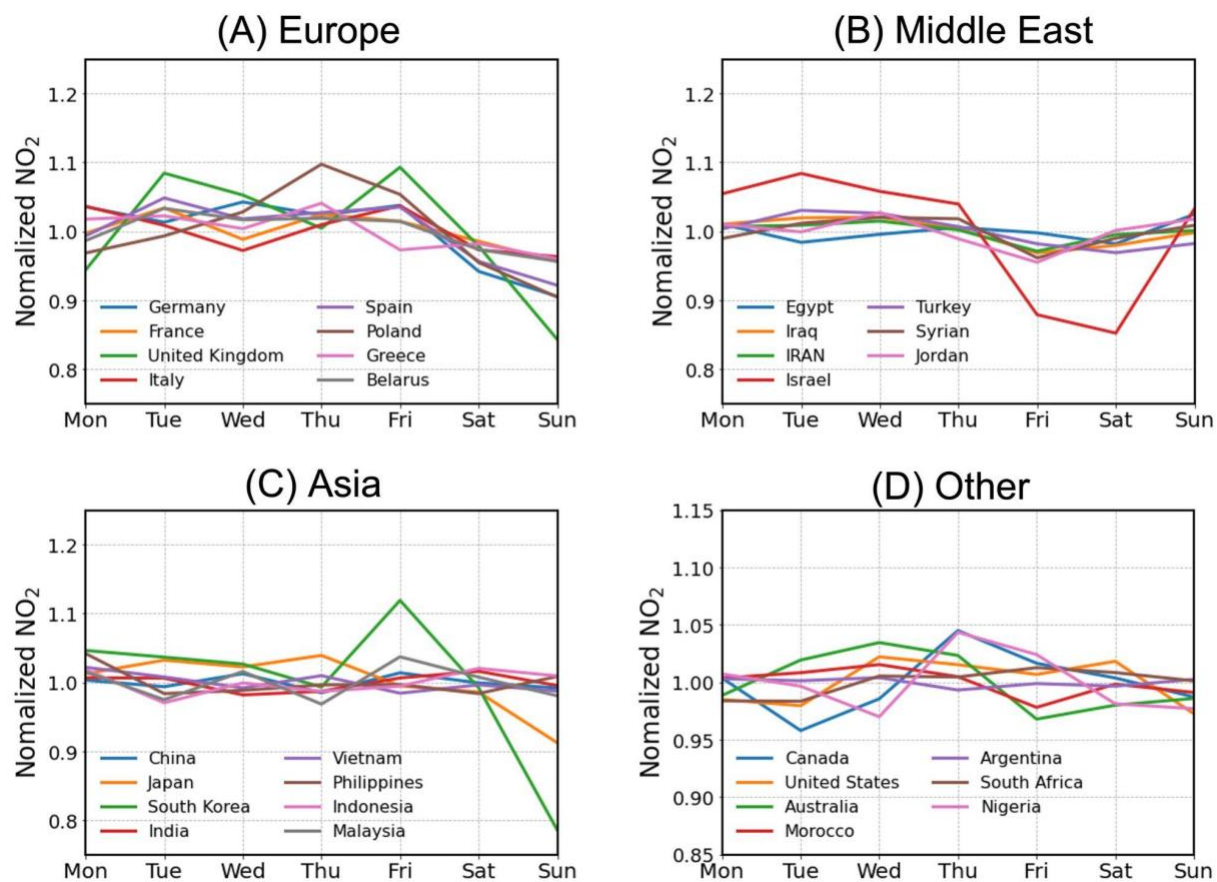 (A) Europe
Nomalized NO₂
1.2
1.1
1.0
0.9
0.8
Germany
France
United Kingdom
Italy
Spain
Poland
Greece
Belarus
Mon Tue Wed Thu Fri Sat Sun
(B) Middle East
Nomalized NO₂
1.2
1.1
1.0
0.9
0.8
Egypt
Iraq
IRAN
Israel
Turkey
Syrian
Jordan
Mon Tue Wed Thu Fri Sat Sun
(C) Asia
Nomalized NO₂
1.2
1.1
1.0
0.9
0.8
China
Japan
South Korea
India
Vietnam
Philippines
Indonesia
Malaysia
Mon Tue Wed Thu Fri Sat Sun
(D) Other
Nomalized NO₂
1.15
1.10
1.05
1.00
0.95
0.90
0.85
Canada
United States
Australia
Morocco
Argentina
South Africa
Nigeria
Mon Tue Wed Thu Fri Sat Sun